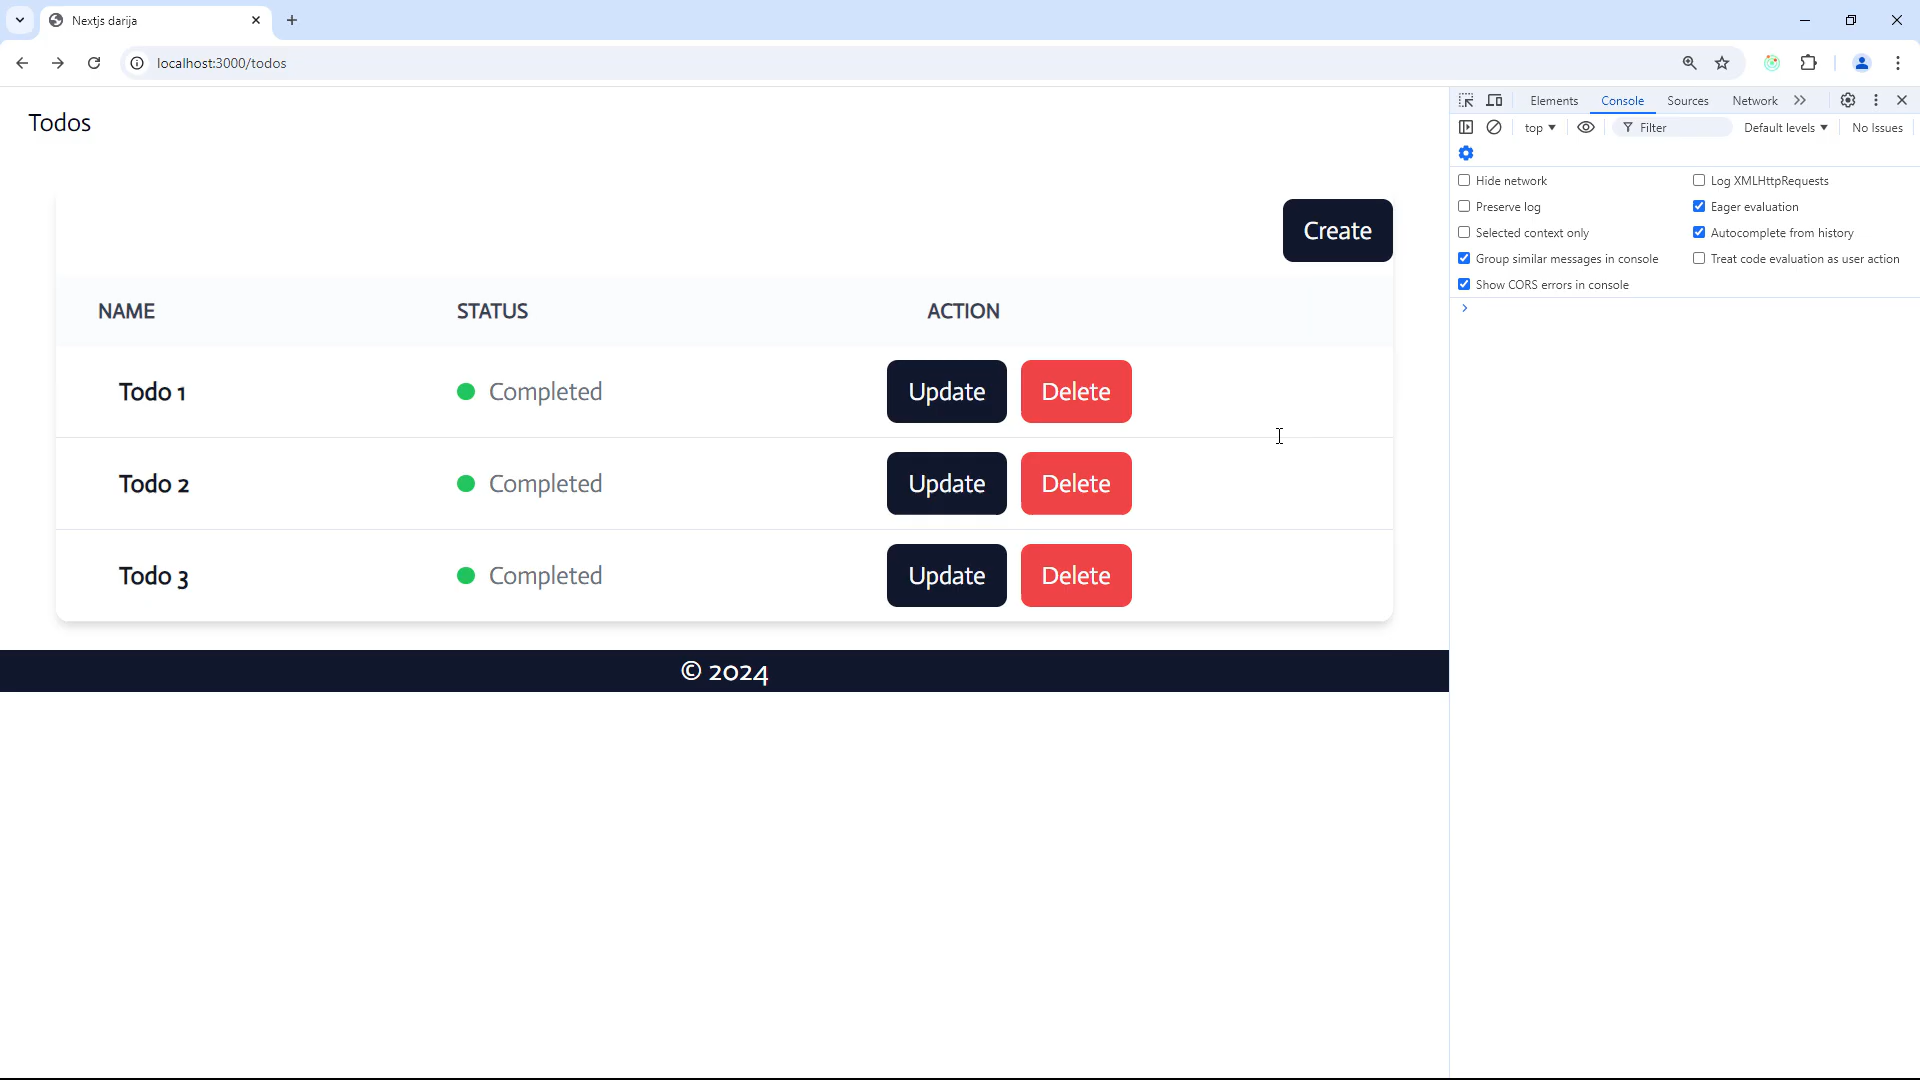 Nextjs darija
localhost:3000/todos
Todos
Create
NAME STATUS ACTION
Todo 1 Completed Update Delete
Todo 2 Completed Update Delete
Todo 3 Completed Update Delete
© 2024
Elements Console Sources Network
top Filter Default levels No Issues
Hide network Log XMLHttpRequests
Preserve log Eager evaluation
Selected context only Autocomplete from history
Group similar messages in console Treat code evaluation as user action
Show CORS errors in console